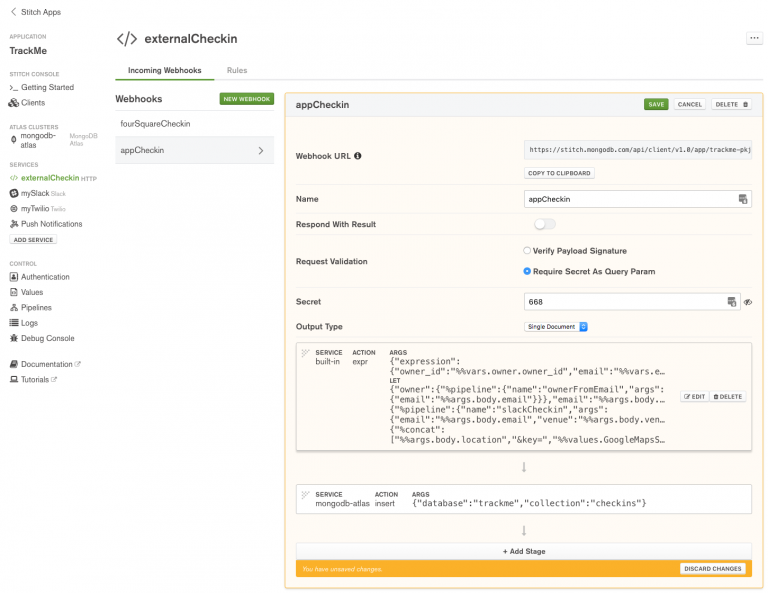 Stitch Apps
APPLICATION
TrackMe
STITCH CONSOLE
Getting Started
Clients
ATLAS CLUSTERS
mongodb-atlas MongoDB Atlas
SERVICES
externalCheckin HTTP
mySlack Slack
myTwilio Twilio
Push Notifications
ADD SERVICE
CONTROL
Authentication
Values
Pipelines
Logs
Debug Console
Documentation
Tutorials
</> externalCheckin
Incoming Webhooks Rules
Webhooks NEW WEBHOOK
fourSquareCheckin
appCheckin
appCheckin SAVE CANCEL DELETE
Webhook URL https://stitch.mongodb.com/api/client/v1.0/app/trackme-pkj
COPY TO CLIPBOARD
Name appCheckin
Respond With Result
Request Validation Verify Payload Signature
Require Secret As Query Param
Secret 668
Output Type Single Document
SERVICE ACTION ARGS
built-in expr {"expression":
{"owner_id":"%%vars.owner.owner_id","email":"%%vars.e…
LET
{"owner":{"%pipeline":{"name":"ownerFromEmail","args":
{"email":"%%args.body.email"}}},"email":"%%args.body.…
{"%pipeline":{"name":"slackCheckin","args":
{"email":"%%args.body.email","venue":"%%args.body.ven…
{"%concat":
["%%args.body.location","&key=","%%values.GoogleMapsS…
EDIT DELETE
SERVICE ACTION ARGS
mongodb-atlas insert {"database":"trackme","collection":"checkins"}
+ Add Stage
You have unsaved changes. DISCARD CHANGES